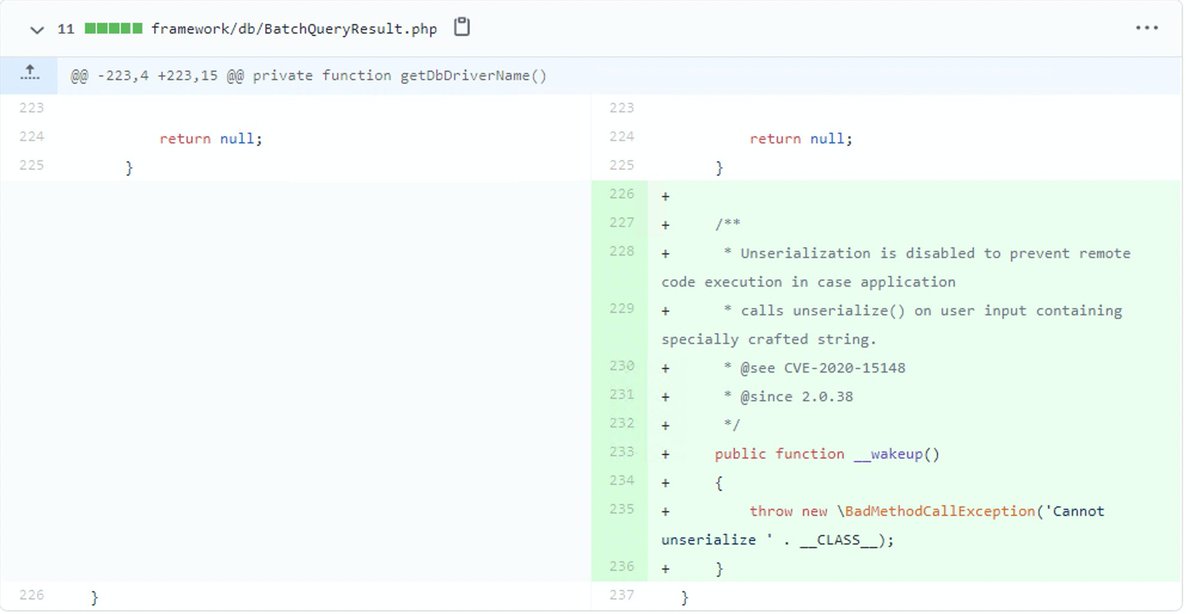 11 framework/db/BatchQueryResult.php
@@ -223,4 +223,15 @@ private function getDbDriverName()
223 223
224 return null; 224 return null;
225 } 225 }
226 +
227 + /**
228 + * Unserialization is disabled to prevent remote
code execution in case application
229 + * calls unserialize() on user input containing
specially crafted string.
230 + * @see CVE-2020-15148
231 + * @since 2.0.38
232 + */
233 + public function __wakeup()
234 + {
235 + throw new \BadMethodCallException('Cannot
unserialize ' . __CLASS__);
236 + }
226 } 237 }